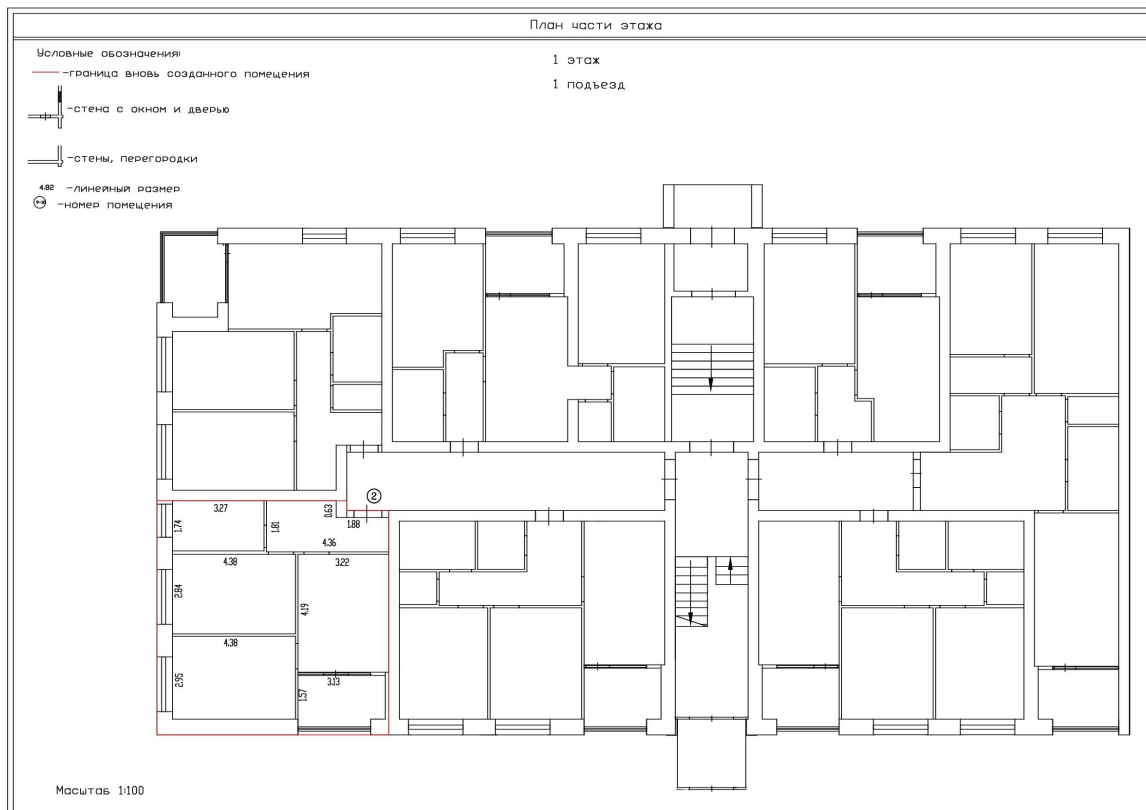 План части этажа
Условные обозначения:
-граница вновь созданного помещения
-стена с окном и дверью
-стены, перегородки
4.82 -линейный размер
-номер помещения
1 этаж
1 подъезд
2
3.27
1.74
1.81
0.63
1.88
4.36
4.38
3.22
2.84
4.19
4.38
2.95
3.13
1.57
Масштаб 1:100